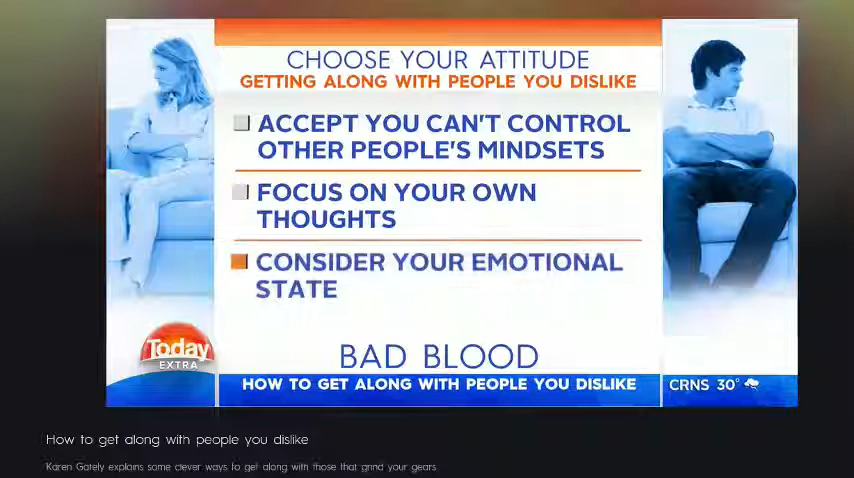 CHOOSE YOUR ATTITUDE
GETTING ALONG WITH PEOPLE YOU DISLIKE
ACCEPT YOU CAN'T CONTROL
OTHER PEOPLE'S MINDSETS
FOCUS ON YOUR OWN
THOUGHTS
CONSIDER YOUR EMOTIONAL
STATE
Today
EXTRA
BAD BLOOD
HOW TO GET ALONG WITH PEOPLE YOU DISLIKE
CRNS 30°
How to get along with people you dislike
Karen Gately explains some clever ways to get along with those that grind your gears